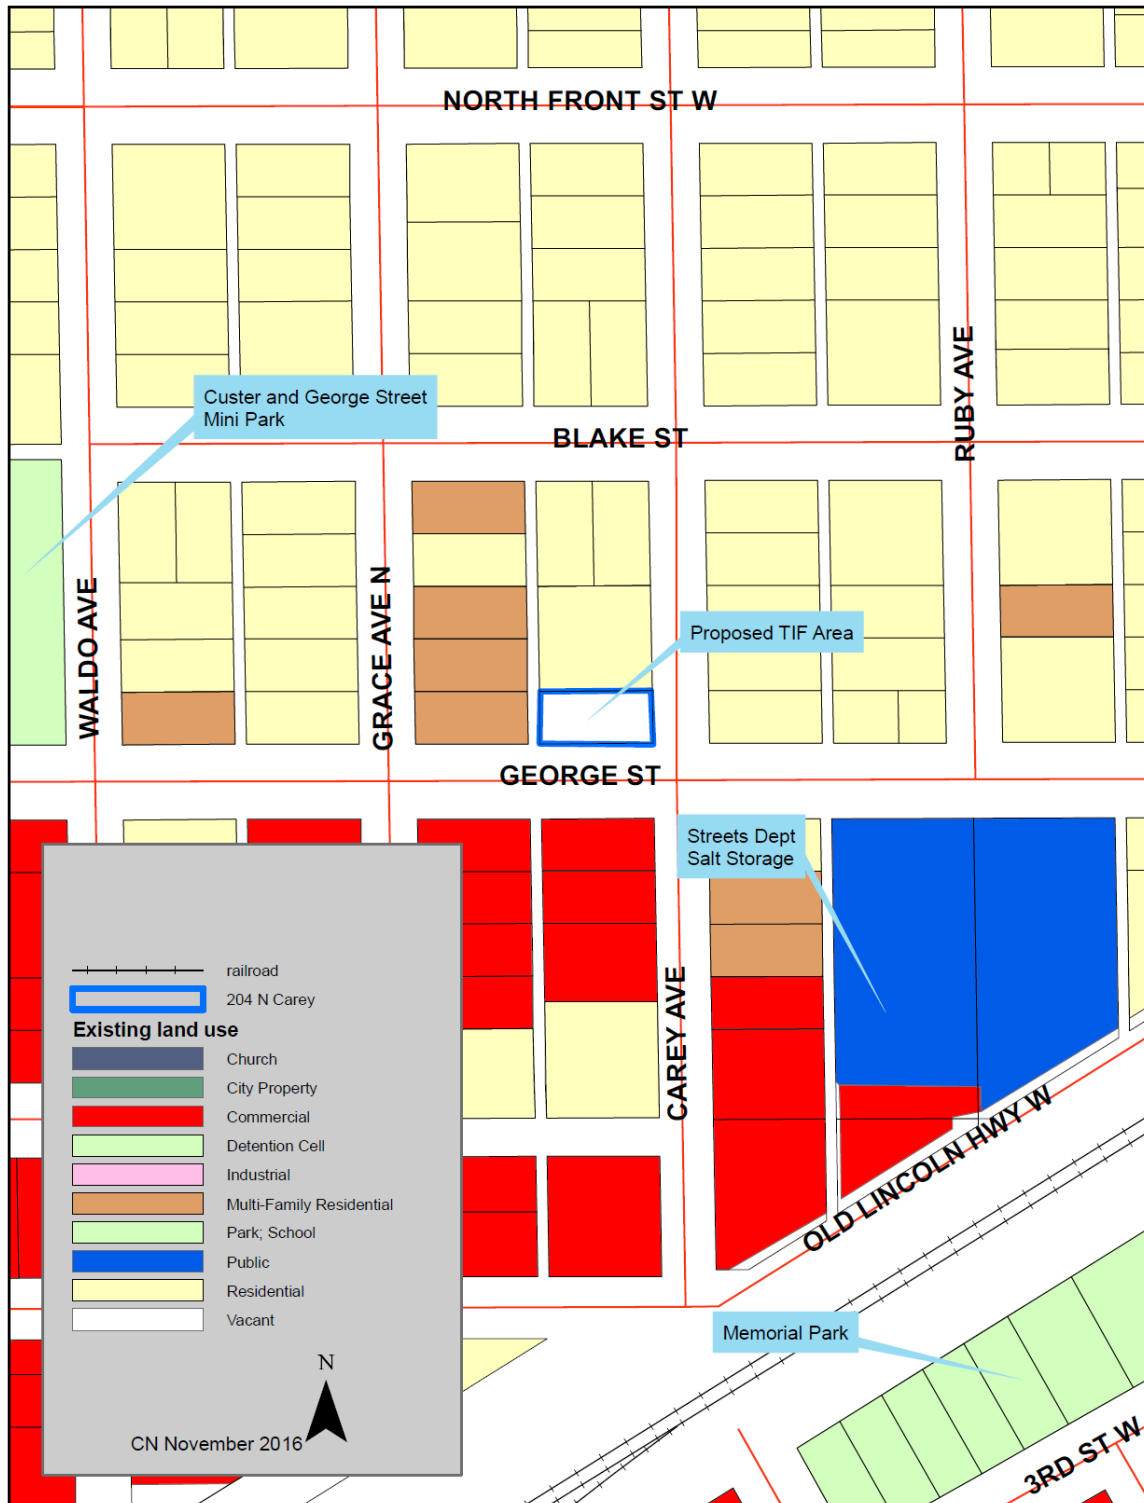 NORTH FRONT ST W
Custer and George Street
Mini Park
BLAKE ST
RUBY AVE
WALDO AVE
GRACE AVE N
Proposed TIF Area
GEORGE ST
Streets Dept
Salt Storage
CAREY AVE
OLD LINCOLN HWY W
railroad
204 N Carey
Existing land use
Church
City Property
Commercial
Detention Cell
Industrial
Multi-Family Residential
Park; School
Public
Residential
Vacant
N
CN November 2016
Memorial Park
3RD ST W